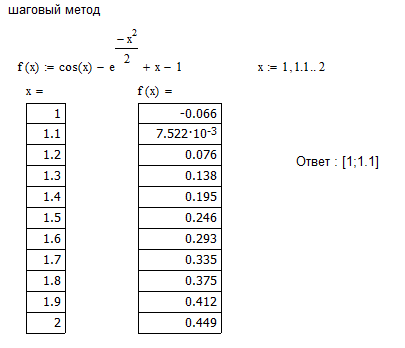 шаговый метод
f(x) := cos(x) − e^(−x²/2) + x − 1 x := 1, 1.1 .. 2
x = f(x) =
1 -0.066
1.1 7.522·10⁻³
1.2 0.076
1.3 0.138
1.4 0.195
1.5 0.246
1.6 0.293
1.7 0.335
1.8 0.375
1.9 0.412
2 0.449
Ответ : [1;1.1]